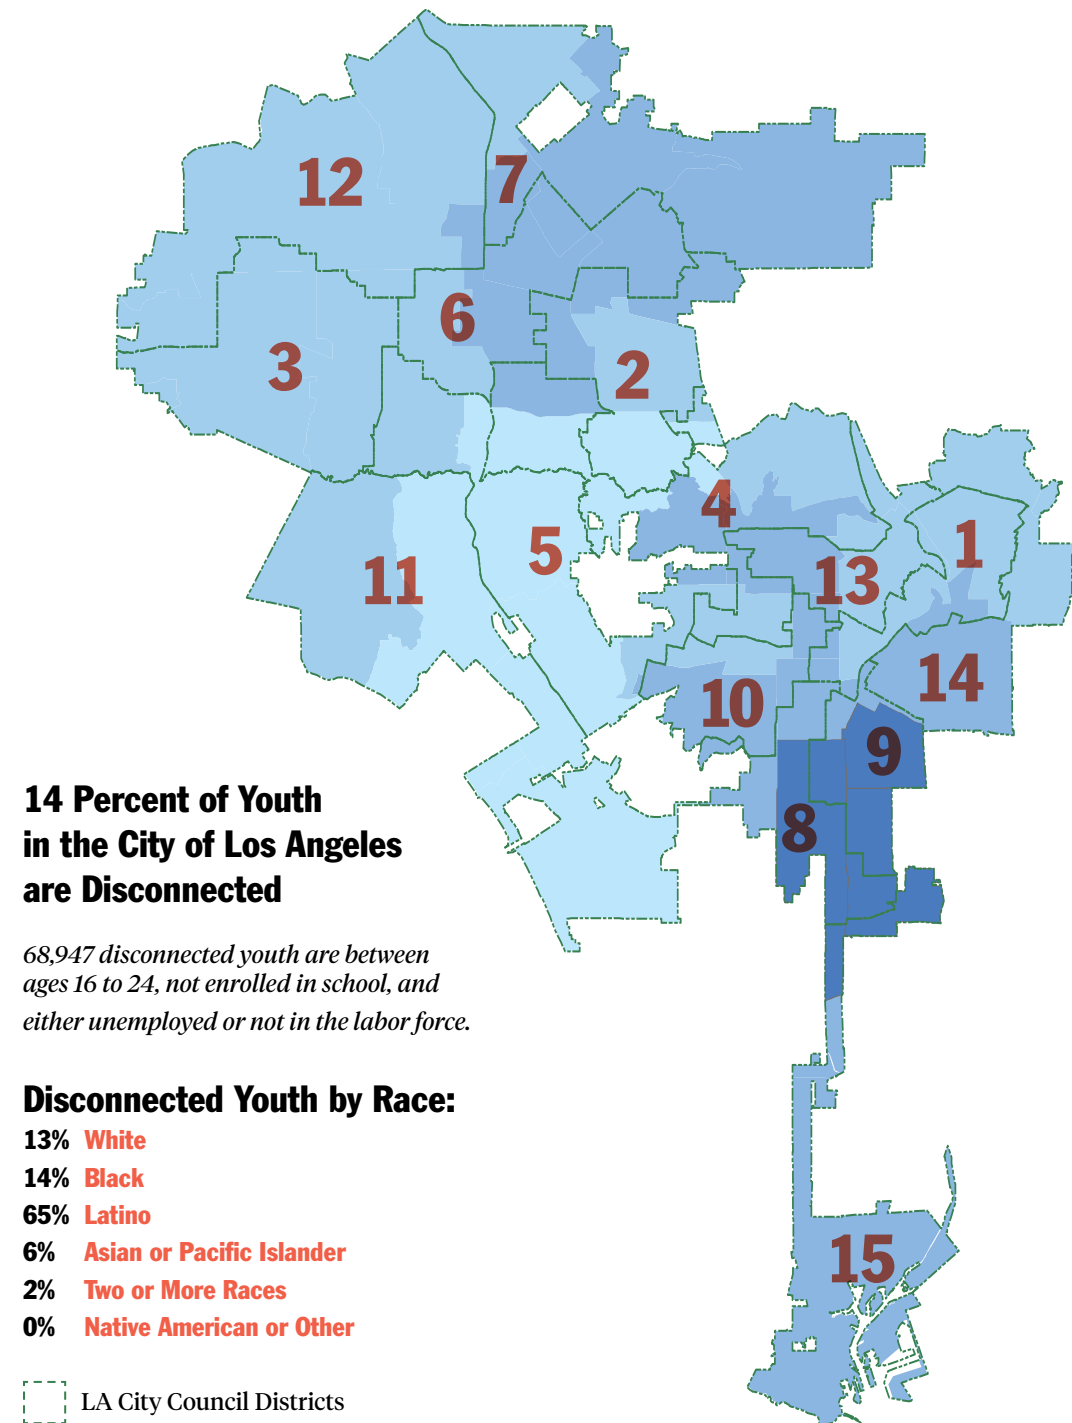 12
7
6
3
2
4
1
5
13
11
14
10
9
14 Percent of Youth
in the City of Los Angeles
are Disconnected
8
68,947 disconnected youth are between
ages 16 to 24, not enrolled in school, and
either unemployed or not in the labor force.
Disconnected Youth by Race:
13% White
14% Black
65% Latino
6% Asian or Pacific Islander
2% Two or More Races
0% Native American or Other
15
LA City Council Districts